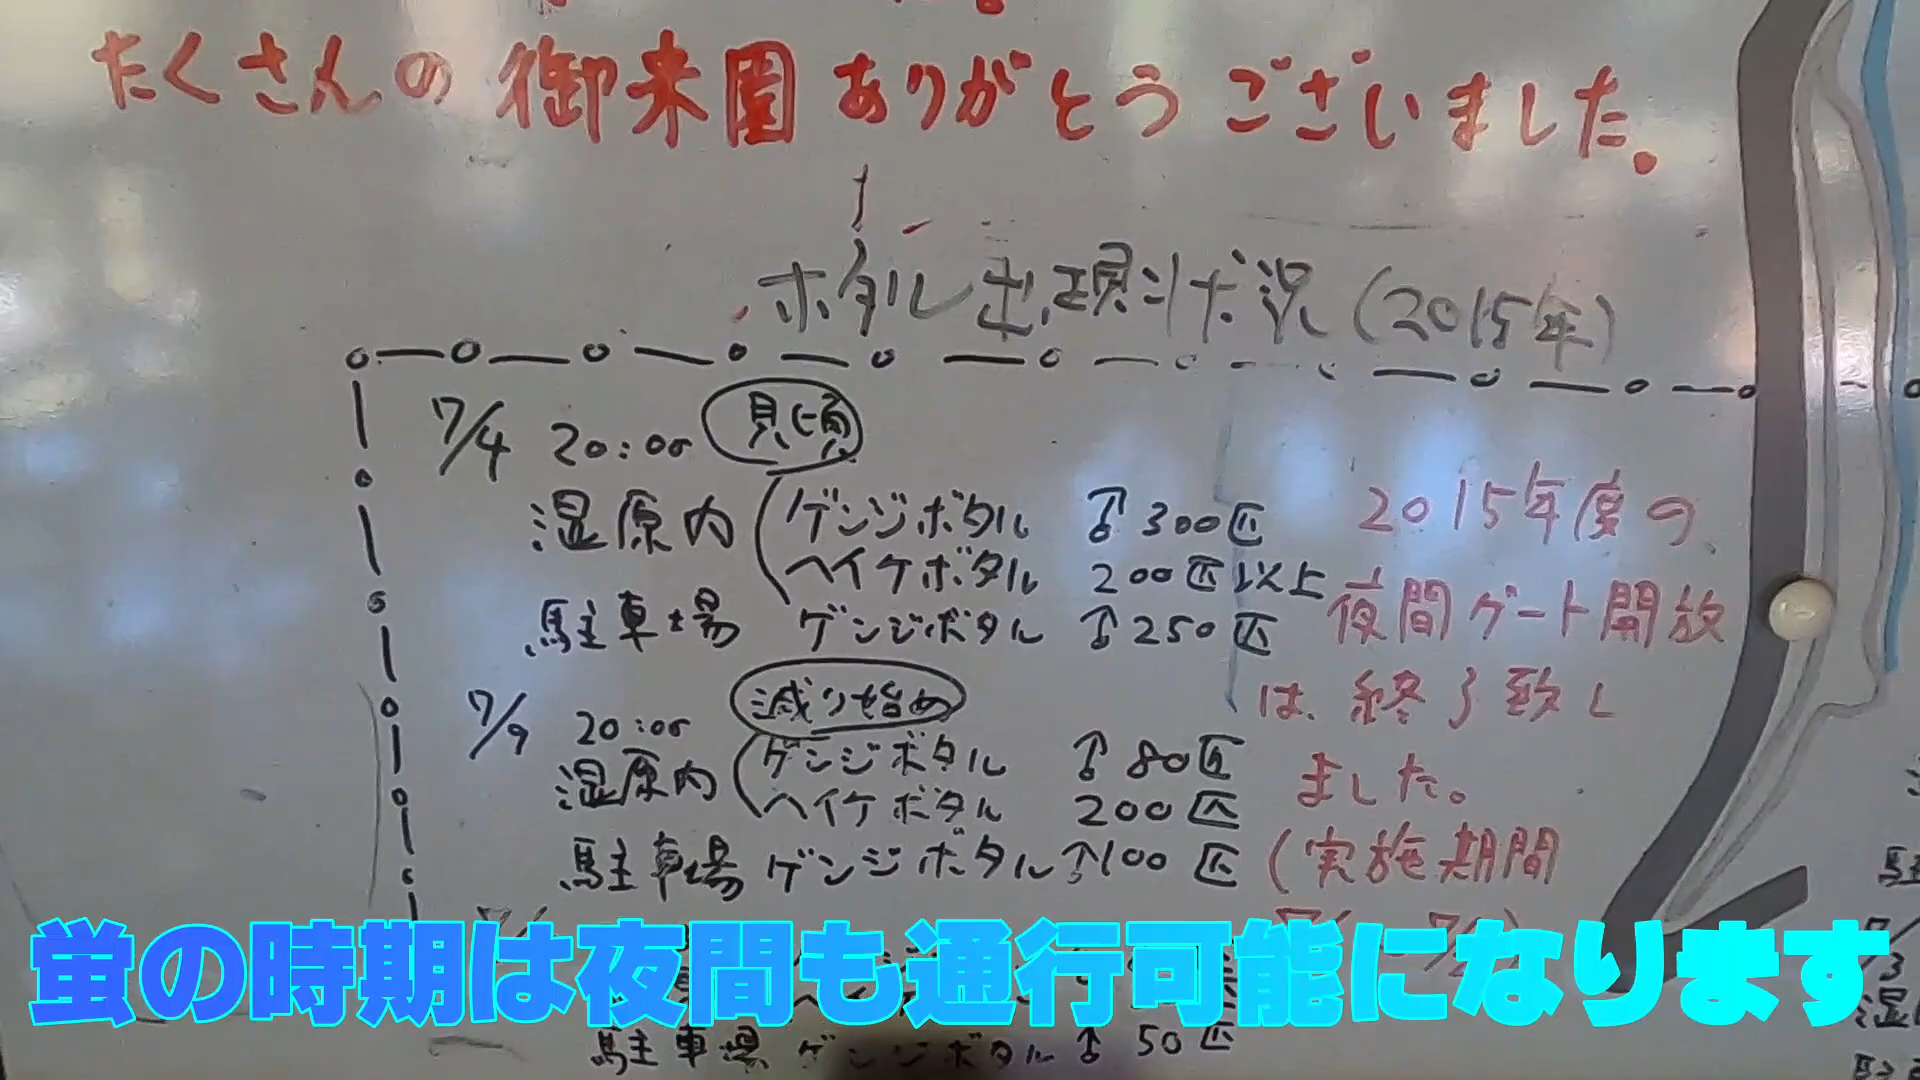 たくさんの御来園ありがとうございました。
ホタル出現状況(2015年)
7/4 20:00 見頃
湿原内 ゲンジボタル ♂300匹
ヘイケボタル 200匹以上
駐車場 ゲンジボタル ♂250匹
7/9 20:00 減り始め
湿原内 ゲンジボタル ♂80匹
ヘイケボタル 200匹
駐車場 ゲンジボタル ♂100匹
駐車場 ゲンジボタル ♂50匹
2015年度の
夜間ゲート開放
は、終了致し
ました。
(実施期間
蛍の時期は夜間も通行可能になります